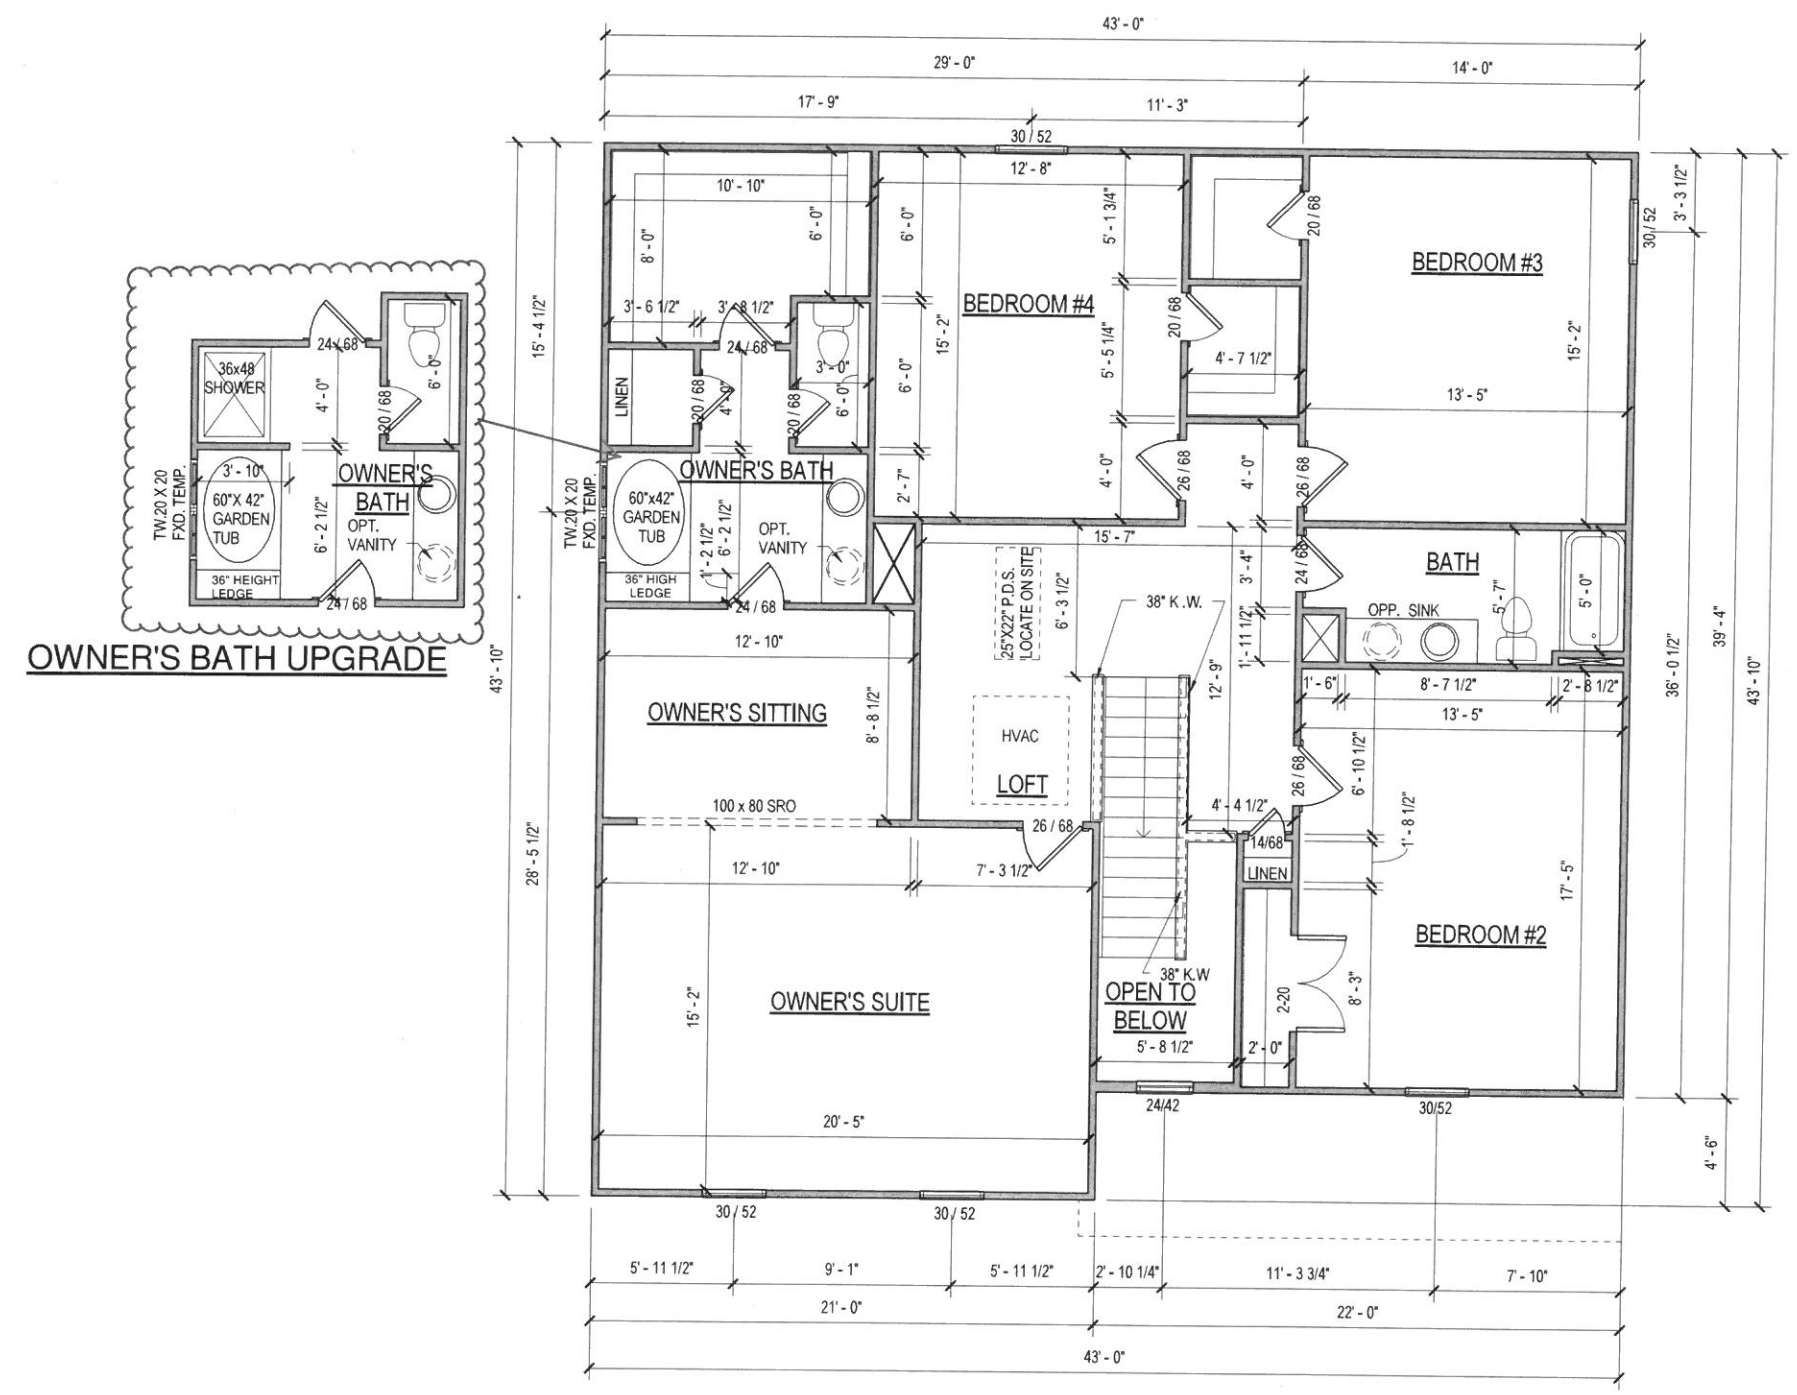 43' - 0"
29' - 0"
14' - 0"
17' - 9"
11' - 3"
30 / 52
12' - 8"
10' - 10"
8' - 0"
6' - 0"
6' - 0"
5' - 1 3/4"
20 / 68
30 / 52
3' - 3 1/2"
BEDROOM #3
BEDROOM #4
3' - 6 1/2"
3' - 8 1/2"
15' - 4 1/2"
15' - 2"
20 / 68
5' - 5 1/4"
4' - 7 1/2"
15' - 2"
13' - 5"
24 / 68
3' - 0"
6' - 0"
6' - 0"
LINEN
20 / 68
4' - 0"
20 / 68
24 / 68
36x48
SHOWER
4' - 0"
20 / 68
6' - 0"
3' - 10"
OWNER'S
BATH
60"X 42"
GARDEN
TUB
6' - 2 1/2"
OPT.
VANITY
TW.20 X 20
FXD. TEMP.
36" HEIGHT
LEDGE
24 / 68
OWNER'S BATH UPGRADE
43' - 10"
OWNER'S BATH
60"x42"
GARDEN
TUB
TW.20 X 20
FXD. TEMP.
1' - 2 1/2"
6' - 2 1/2"
OPT.
VANITY
36" HIGH
LEDGE
24 / 68
2' - 7"
4' - 0"
26 / 68
4' - 0"
26 / 68
15' - 7"
25"X22" P.D.S.
LOCATE ON SITE
6' - 3 1/2"
38" K .W.
3' - 4"
24 / 68
BATH
5' - 7"
5' - 0"
OPP. SINK
1' - 11 1/2"
12' - 9"
1' - 6"
8' - 7 1/2"
2' - 8 1/2"
13' - 5"
36' - 0 1/2"
39' - 4"
43' - 10"
12' - 10"
OWNER'S SITTING
8' - 8 1/2"
HVAC
LOFT
26 / 68
6' - 10 1/2"
100 x 80 SRO
26 / 68
4' - 4 1/2"
14/68
LINEN
1' - 8 1/2"
28' - 5 1/2"
12' - 10"
7' - 3 1/2"
17' - 5"
BEDROOM #2
15' - 2"
OWNER'S SUITE
38" K.W
OPEN TO
BELOW
2-20
8' - 3"
5' - 8 1/2"
2' - 0"
24/42
30/52
20' - 5"
4' - 6"
30 / 52
30 / 52
5' - 11 1/2"
9' - 1"
5' - 11 1/2"
2' - 10 1/4"
11' - 3 3/4"
7' - 10"
21' - 0"
22' - 0"
43' - 0"